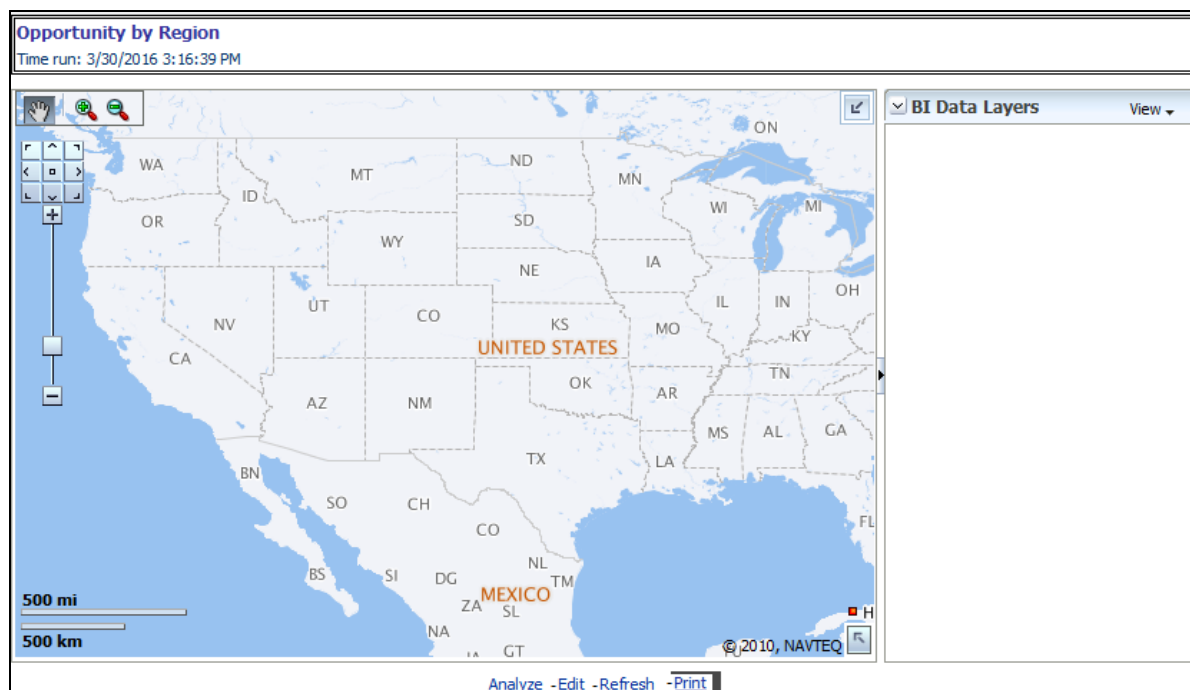 Opportunity by Region
Time run: 3/30/2016 3:16:39 PM
BI Data Layers
View
ON
WA
MT
ND
MN
ID
WI
MI
OR
SD
WY
IA
NE
OH
UT
IL
IN
NV
CO
KS
MO
KY
UNITED STATES
CA
TN
OK
AR
AZ
NM
MS
AL
GA
TX
LA
BN
SO
CH
FL
CO
NL
BS
SI
DG
TM
MEXICO
500 mi
ZA
SL
H
NA
500 km
GT
© 2010, NAVTEQ
Analyze - Edit - Refresh - Print